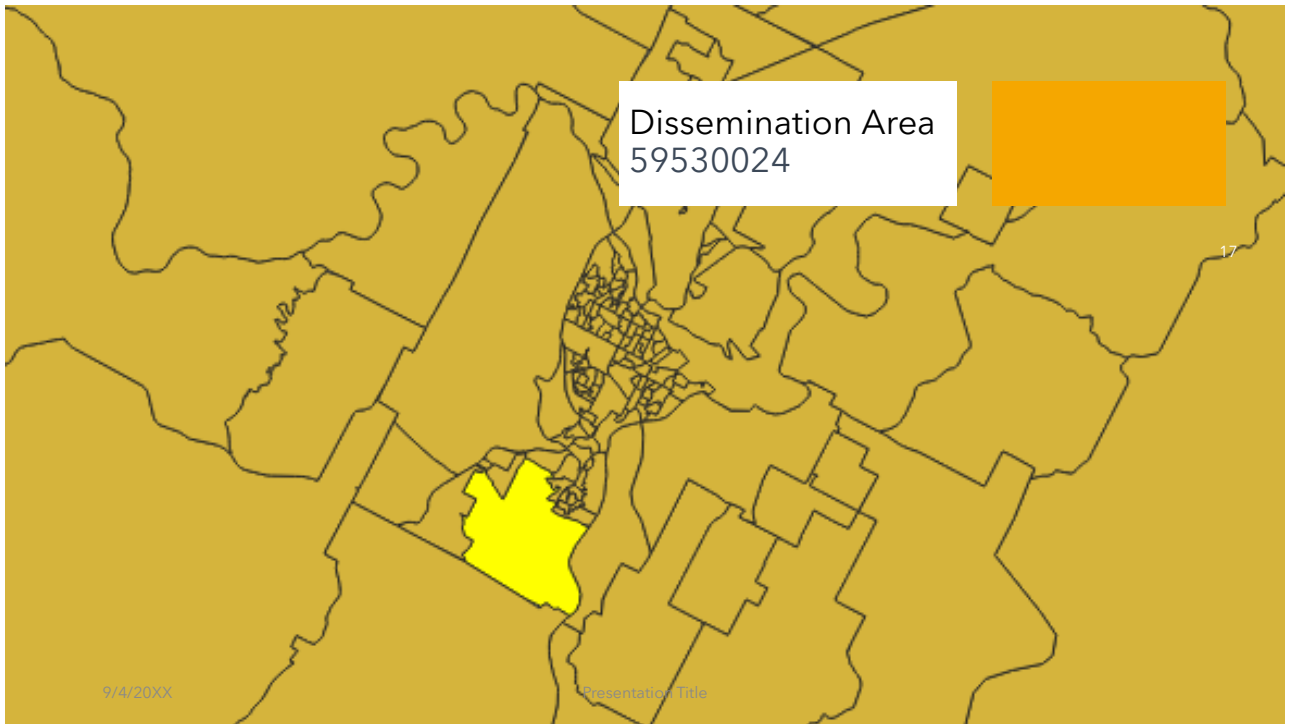 Dissemination Area
59530024
17
9/4/20XX
Presentation Title